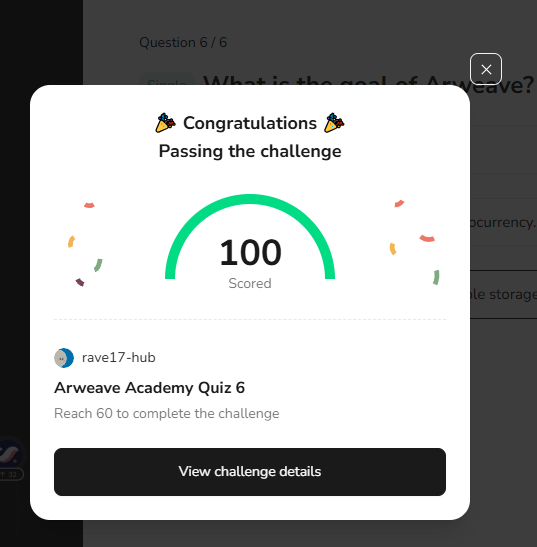 Question 6 / 6
Single What is the goal of Arweave?
Congratulations
Passing the challenge
ocurrency.
100
Scored
ble storage
rave17-hub
Arweave Academy Quiz 6
Reach 60 to complete the challenge
View challenge details